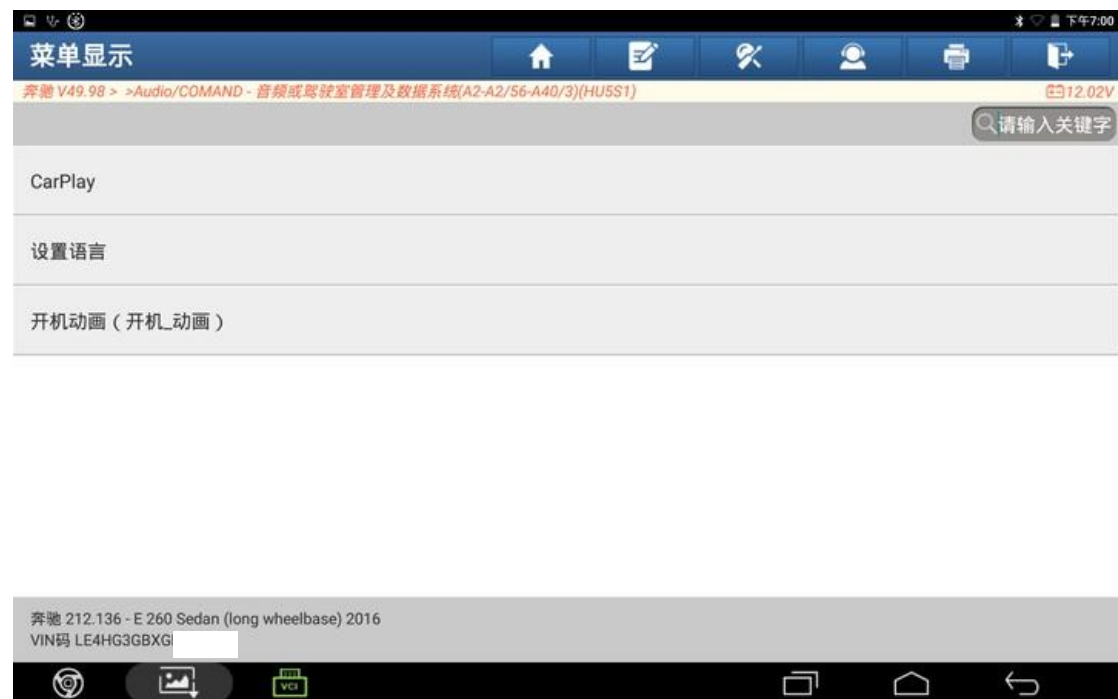 下午7:00
菜单显示
奔驰 V49.98 > >Audio/COMAND - 音频或驾驶室管理及数据系统(A2-A2/56-A40/3)(HU5S1)
12.02V
请输入关键字
CarPlay
设置语言
开机动画（开机_动画）
奔驰 212.136 - E 260 Sedan (long wheelbase) 2016
VIN码 LE4HG3GBXG
VCI